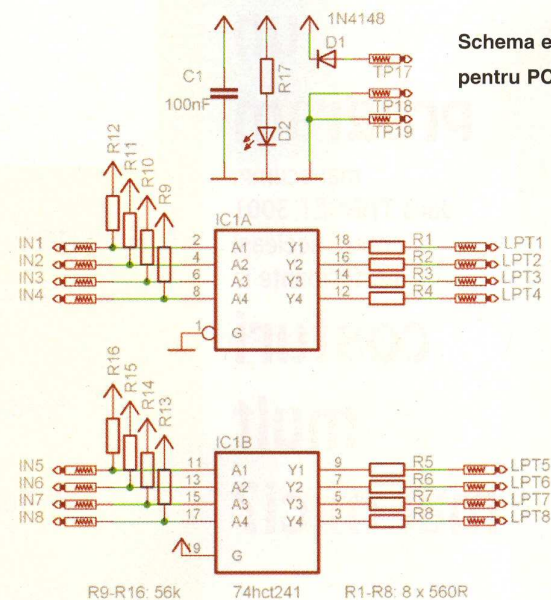 1N4148
D1
Schema e
pentru PC
TP17
C1
100nF
R17
D2
TP18
TP19
R12
R11
R10
R9
IC1A
IN1 2 A1 Y1 18 R1 LPT1
IN2 4 A2 Y2 16 R2 LPT2
IN3 6 A3 Y3 14 R3 LPT3
IN4 8 A4 Y4 12 R4 LPT4
1 G
R16
R15
R14
R13
IC1B
IN5 11 A1 Y1 9 R5 LPT5
IN6 13 A2 Y2 7 R6 LPT6
IN7 15 A3 Y3 5 R7 LPT7
IN8 17 A4 Y4 3 R8 LPT8
19 G
R9-R16: 56k 74hct241 R1-R8: 8 x 560R